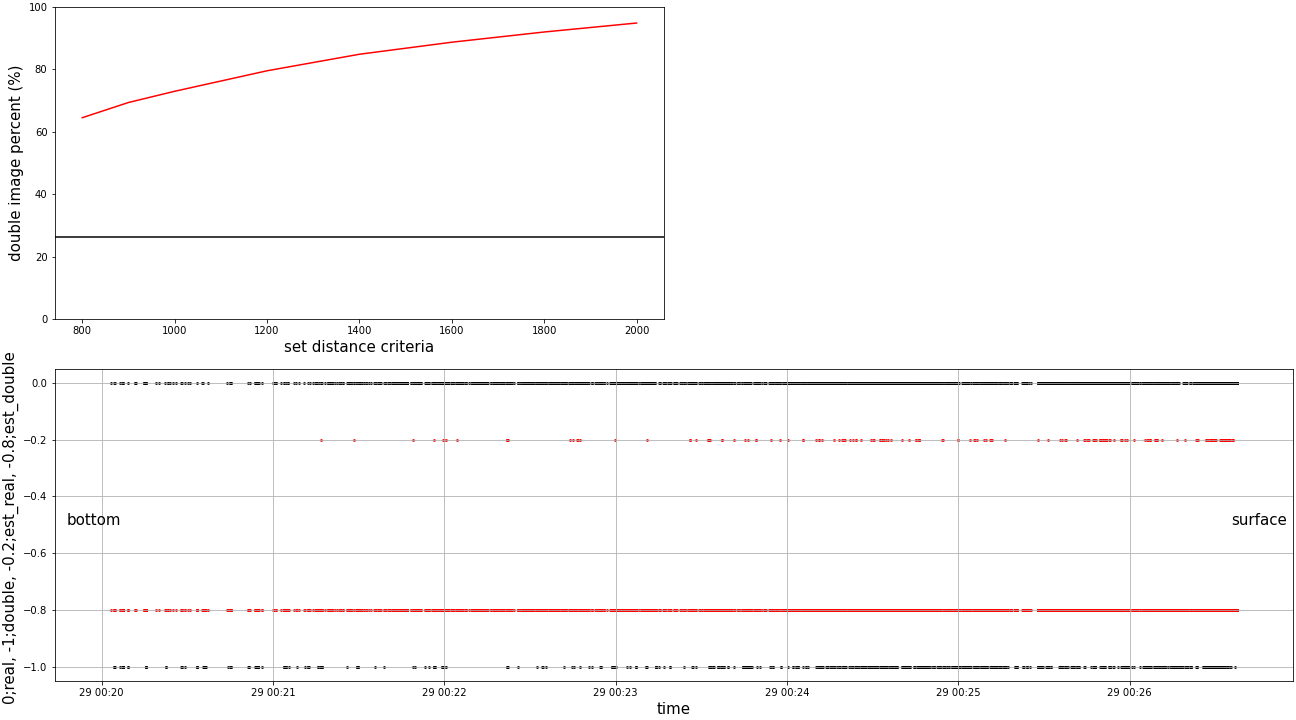 100
80
60
40
20
0
double image percent (%)
800 1000 1200 1400 1600 1800 2000
set distance criteria
0;real, -1;double, -0.2;est_real, -0.8;est_double
0.0
−0.2
−0.4
bottom surface
−0.6
−0.8
−1.0
29 00:20 29 00:21 29 00:22 29 00:23 29 00:24 29 00:25 29 00:26
time